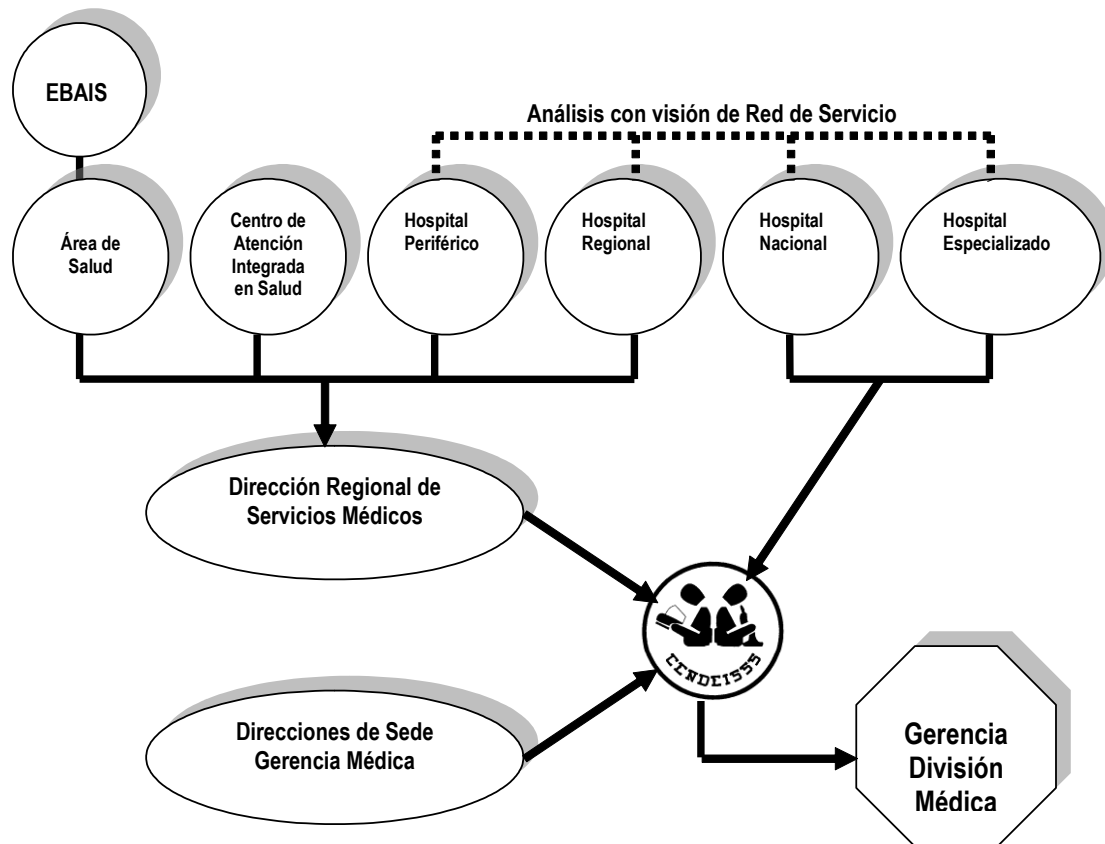 EBAIS
Análisis con visión de Red de Servicio
Área de
Salud
Centro de
Atención
Integrada
en Salud
Hospital
Periférico
Hospital
Regional
Hospital
Nacional
Hospital
Especializado
Dirección Regional de
Servicios Médicos
CENDEISSS
Direcciones de Sede
Gerencia Médica
Gerencia
División
Médica